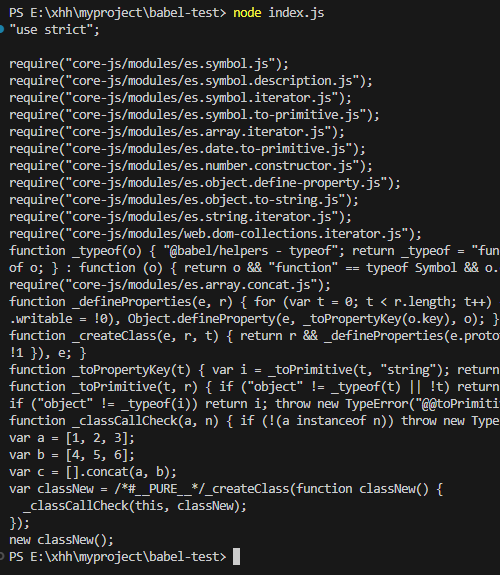 PS E:\xhh\myproject\babel-test> node index.js
"use strict";
require("core-js/modules/es.symbol.js");
require("core-js/modules/es.symbol.description.js");
require("core-js/modules/es.symbol.iterator.js");
require("core-js/modules/es.symbol.to-primitive.js");
require("core-js/modules/es.array.iterator.js");
require("core-js/modules/es.date.to-primitive.js");
require("core-js/modules/es.number.constructor.js");
require("core-js/modules/es.object.define-property.js");
require("core-js/modules/es.object.to-string.js");
require("core-js/modules/es.string.iterator.js");
require("core-js/modules/web.dom-collections.iterator.js");
function _typeof(o) { "@babel/helpers - typeof"; return _typeof = "fun
of o; } : function (o) { return o && "function" == typeof Symbol && o.
require("core-js/modules/es.array.concat.js");
function _defineProperties(e, r) { for (var t = 0; t < r.length; t++)
.writable = !0), Object.defineProperty(e, _toPropertyKey(o.key), o); }
function _createClass(e, r, t) { return r && _defineProperties(e.proto
!1 }), e; }
function _toPropertyKey(t) { var i = _toPrimitive(t, "string"); return
function _toPrimitive(t, r) { if ("object" != _typeof(t) || !t) return
if ("object" != _typeof(i)) return i; throw new TypeError("@@toPrimiti
function _classCallCheck(a, n) { if (!(a instanceof n)) throw new Type
var a = [1, 2, 3];
var b = [4, 5, 6];
var c = [].concat(a, b);
var classNew = /*#__PURE__*/_createClass(function classNew() {
  _classCallCheck(this, classNew);
});
new classNew();
PS E:\xhh\myproject\babel-test>